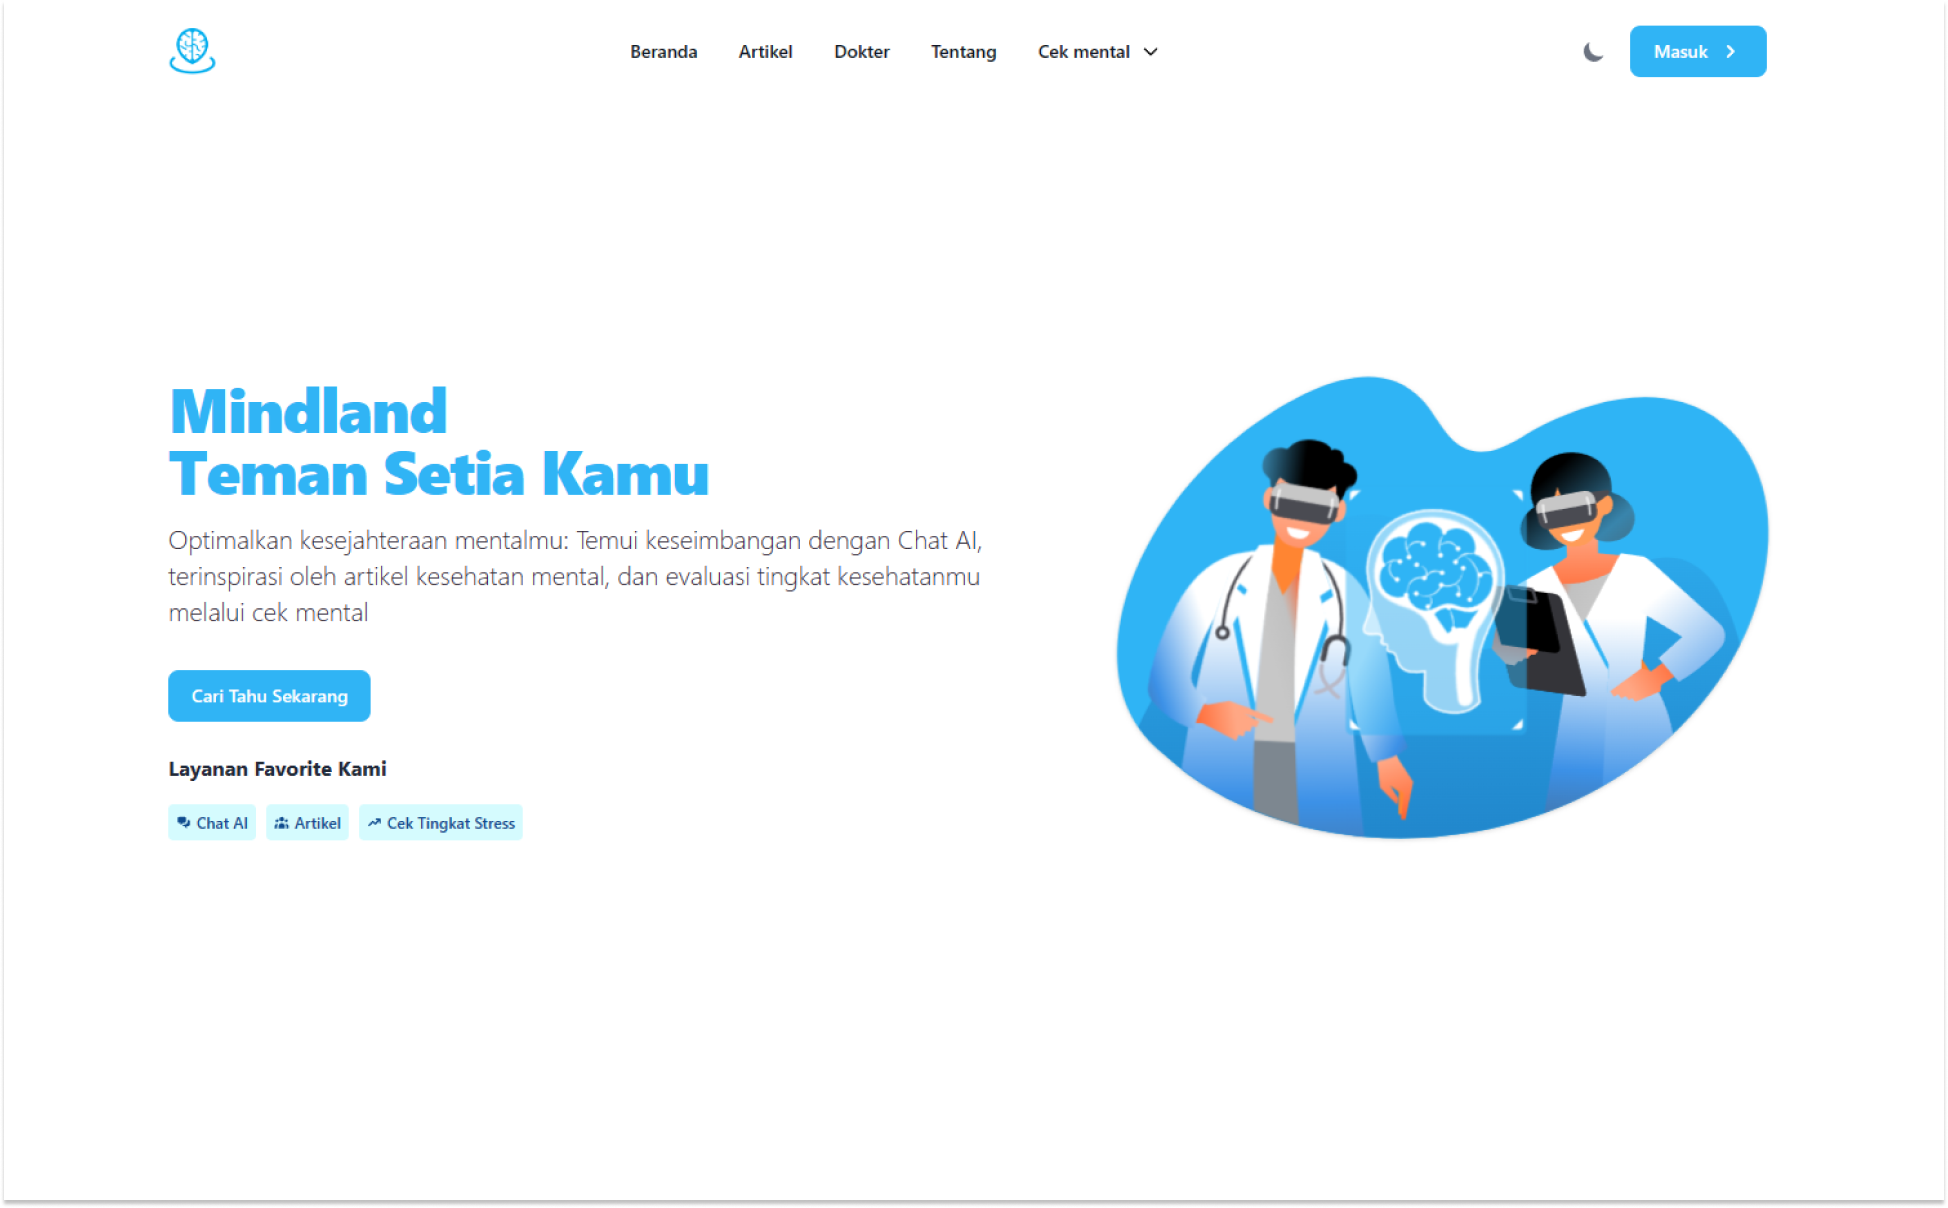 Beranda
Artikel
Dokter
Tentang
Cek mental
Masuk
Mindland
Teman Setia Kamu
Optimalkan kesejahteraan mentalmu: Temui keseimbangan dengan Chat AI,
terinspirasi oleh artikel kesehatan mental, dan evaluasi tingkat kesehatanmu
melalui cek mental
Cari Tahu Sekarang
Layanan Favorite Kami
Chat AI
Artikel
Cek Tingkat Stress